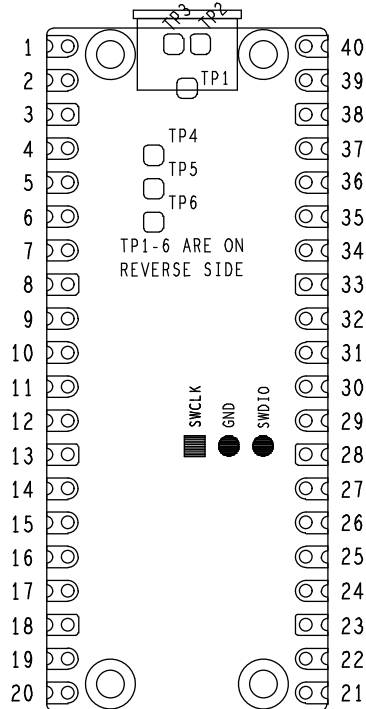 TP3 TP2
1 40
TP1
2 39
3 38
TP4
4 37
TP5
5 36
TP6
6 35
TP1-6 ARE ON
7 34
REVERSE SIDE
8 33
9 32
10 31
11 30
SWCLK GND SWDIO
12 29
13 28
14 27
15 26
16 25
17 24
18 23
19 22
20 21